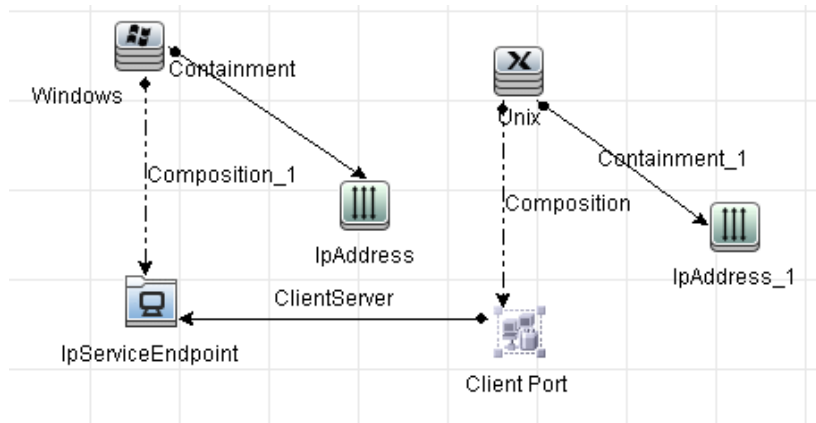 Containment
Windows
Unix
Composition_1
Containment_1
Composition
IpAddress
IpAddress_1
ClientServer
IpServiceEndpoint
Client Port